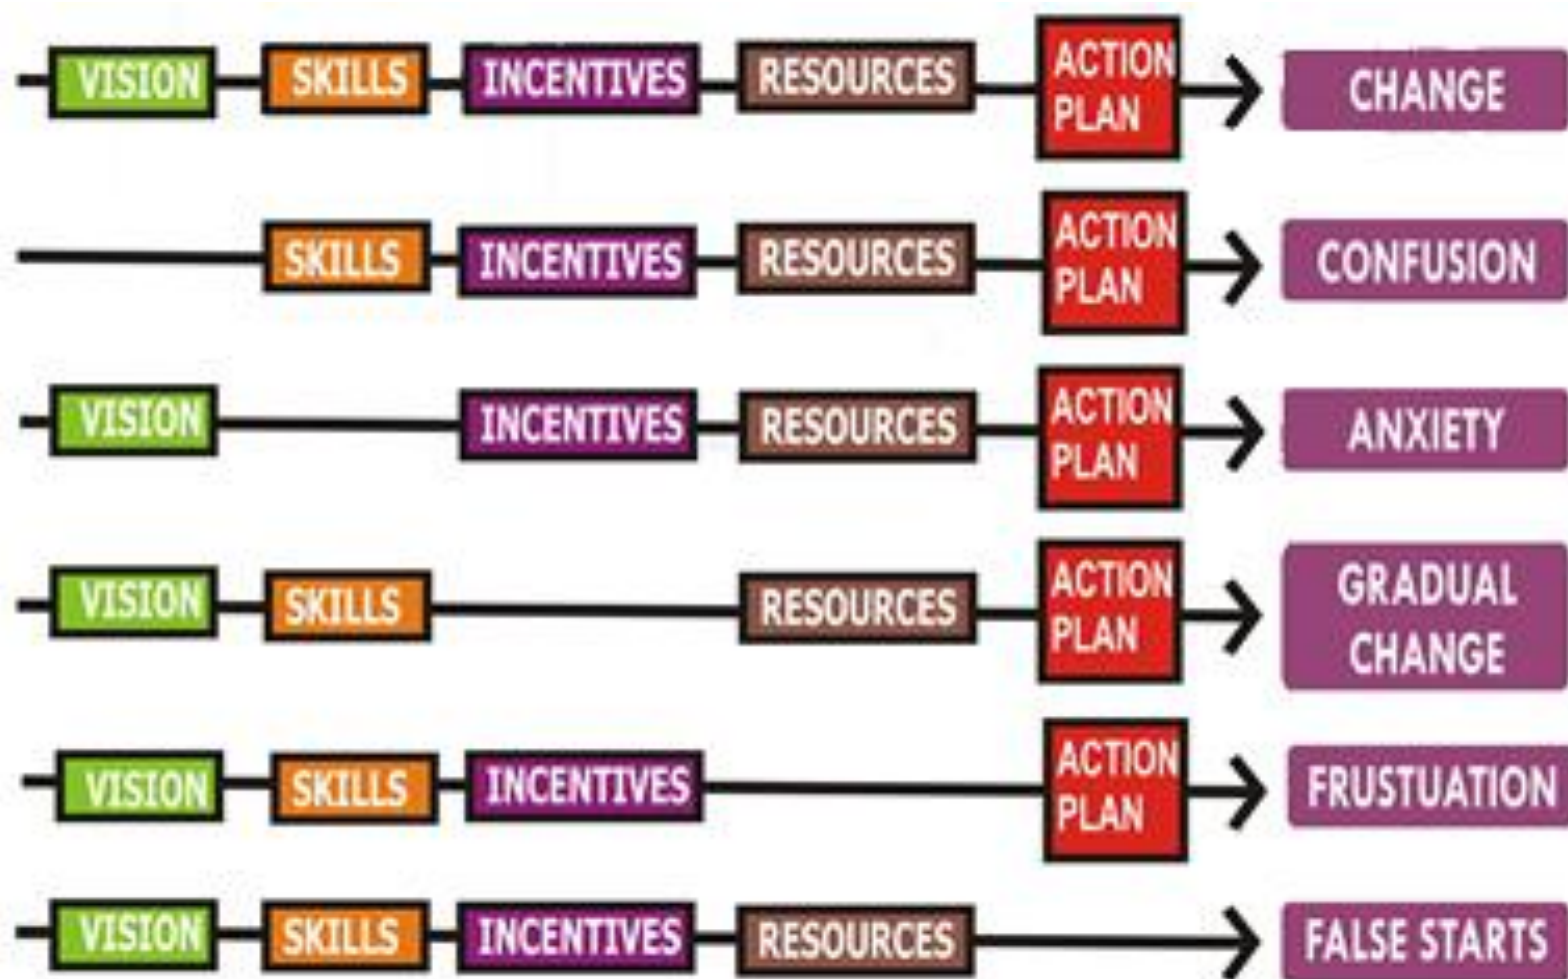 VISION SKILLS INCENTIVES RESOURCES ACTION PLAN CHANGE
SKILLS INCENTIVES RESOURCES ACTION PLAN CONFUSION
VISION INCENTIVES RESOURCES ACTION PLAN ANXIETY
VISION SKILLS RESOURCES ACTION PLAN GRADUAL CHANGE
VISION SKILLS INCENTIVES ACTION PLAN FRUSTUATION
VISION SKILLS INCENTIVES RESOURCES FALSE STARTS